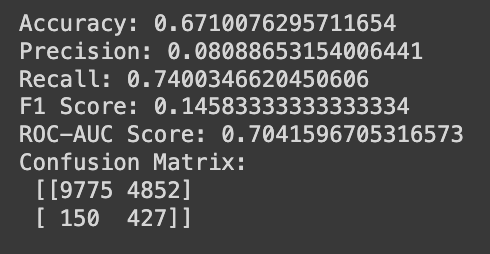 Accuracy: 0.6710076295711654
Precision: 0.08088653154006441
Recall: 0.7400346620450606
F1 Score: 0.14583333333333334
ROC-AUC Score: 0.7041596705316573
Confusion Matrix:
[[9775 4852]
[ 150  427]]